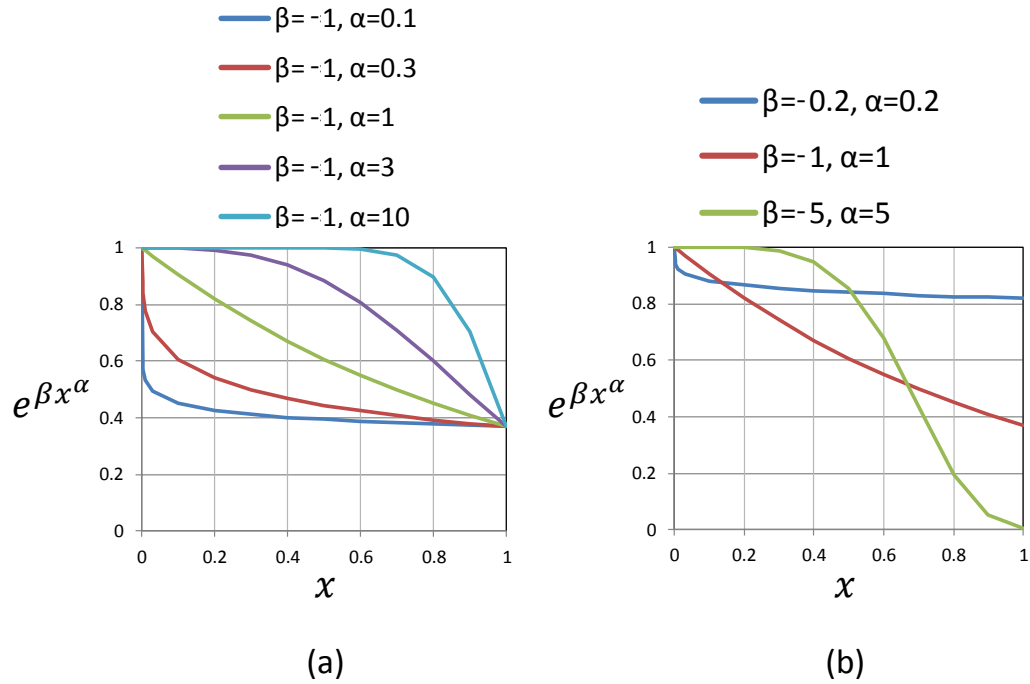 β= -1, α=0.1
β= -1, α=0.3
β= -1, α=1
β= -1, α=3
β= -1, α=10
1
0.8
0.6
0.4
0.2
0
e^{βx^α}
0 0.2 0.4 0.6 0.8 1
x
(a)
β=-0.2, α=0.2
β=-1, α=1
β=-5, α=5
1
0.8
0.6
0.4
0.2
0
e^{βx^α}
0 0.2 0.4 0.6 0.8 1
x
(b)